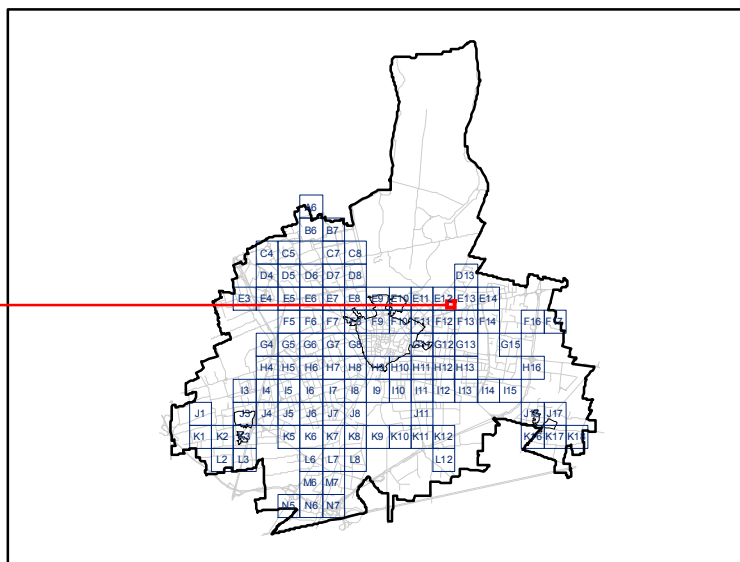 A6
B6 B7
C4 C5 C7 C8
D4 D5 D6 D7 D8 D13
E3 E4 E5 E6 E7 E8 E9 E10 E11 E12 E13 E14
F5 F6 F7 F9 F10 F11 F12 F13 F14 F16
G4 G5 G6 G7 G8 G12 G13 G15
H4 H5 H6 H7 H8 H10 H11 H12 H13 H16
I3 I4 I5 I6 I7 I8 I9 I10 I11 I12 I13 I14 I15
J1 J3 J4 J5 J6 J7 J8 J11 J17
K1 K2 K5 K6 K7 K8 K9 K10 K11 K12 K16 K17 K18
L2 L3 L6 L7 L8 L12
M6 M7
N5 N6 N7